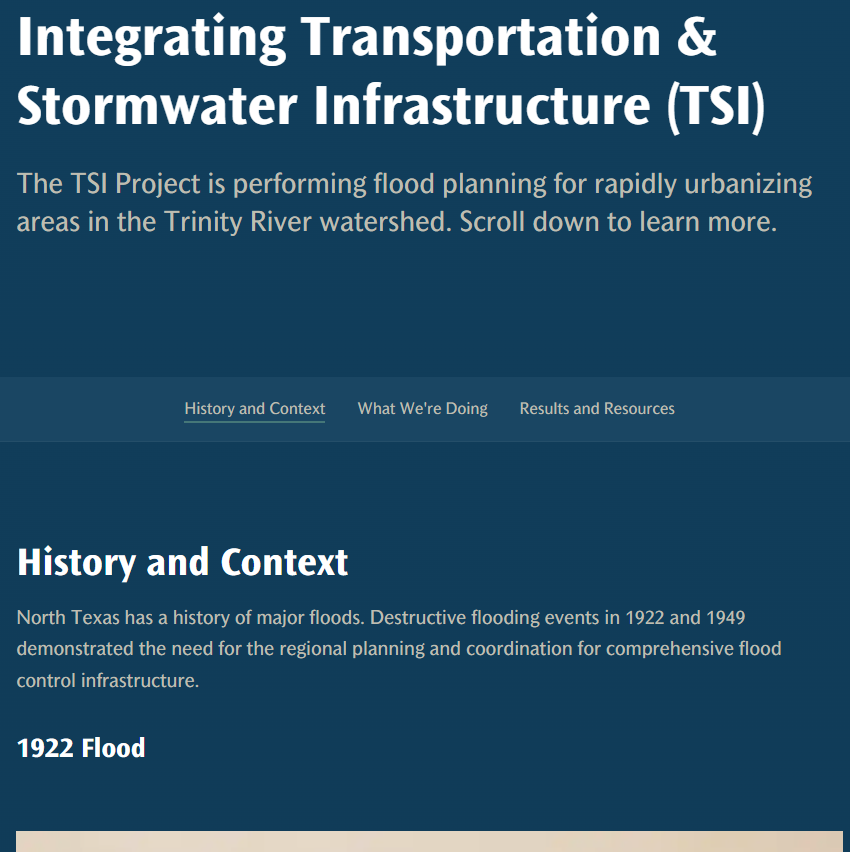 Integrating Transportation &
Stormwater Infrastructure (TSI)
The TSI Project is performing flood planning for rapidly urbanizing
areas in the Trinity River watershed. Scroll down to learn more.
History and Context
What We're Doing
Results and Resources
History and Context
North Texas has a history of major floods. Destructive flooding events in 1922 and 1949
demonstrated the need for the regional planning and coordination for comprehensive flood
control infrastructure.
1922 Flood